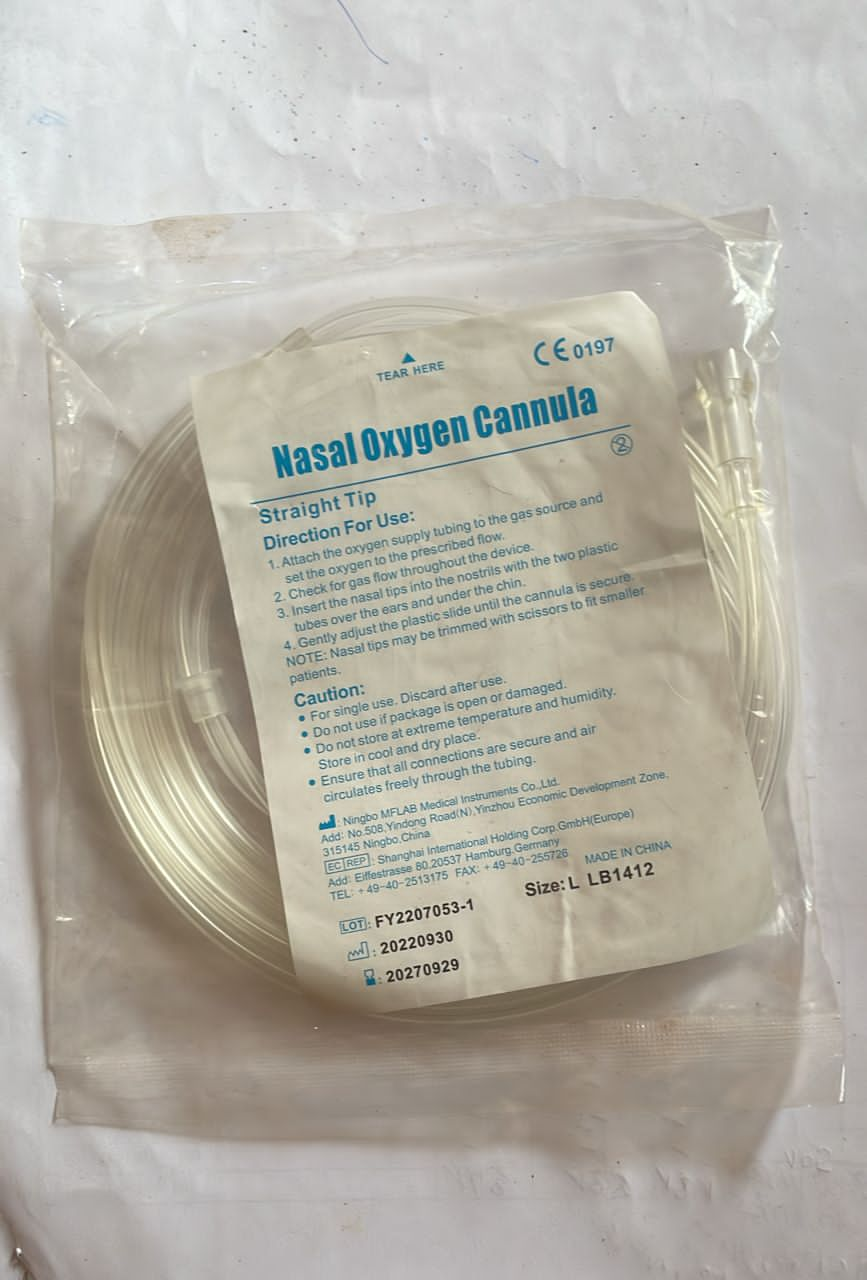 TEAR HERE
CE 0197
Nasal Oxygen Cannula
2
Straight Tip
Direction For Use:
1. Attach the oxygen supply tubing to the gas source and
set the oxygen to the prescribed flow.
2. Check for gas flow throughout the device.
3. Insert the nasal tips into the nostrils with the two plastic
tubes over the ears and under the chin.
4. Gently adjust the plastic slide until the cannula is secure.
NOTE: Nasal tips may be trimmed with scissors to fit smaller
patients.
Caution:
• For single use. Discard after use.
• Do not use if package is open or damaged.
• Do not store at extreme temperature and humidity.
Store in cool and dry place.
• Ensure that all connections are secure and air
circulates freely through the tubing.
: Ningbo MFLAB Medical Instruments Co.,Ltd.
Add: No.508,Yindong Road(N),Yinzhou Economic Development Zone,
315145 Ningbo,China
EC REP: Shanghai International Holding Corp.GmbH(Europe)
Add: Eiffestrasse 80,20537 Hamburg,Germany
TEL: +49-40-2513175 FAX: +49-40-255726 MADE IN CHINA
LOT: FY2207053-1 Size: L LB1412
: 20220930
: 20270929